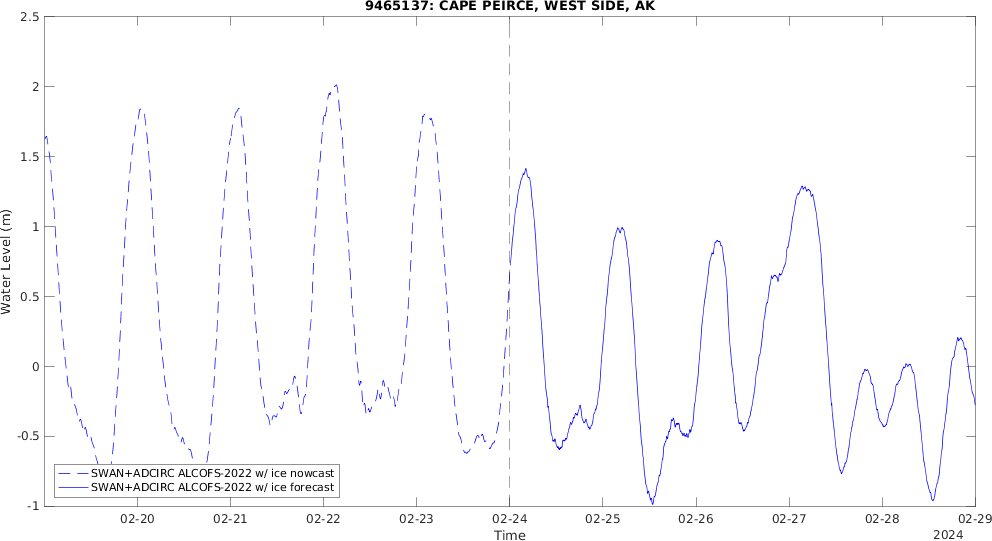 9465137: CAPE PEIRCE, WEST SIDE, AK
2.5
2
1.5
1
0.5
0
-0.5
-1
Water Level (m)
SWAN+ADCIRC ALCOFS-2022 w/ ice nowcast
SWAN+ADCIRC ALCOFS-2022 w/ ice forecast
02-20 02-21 02-22 02-23 02-24 02-25 02-26 02-27 02-28 02-29
Time
2024